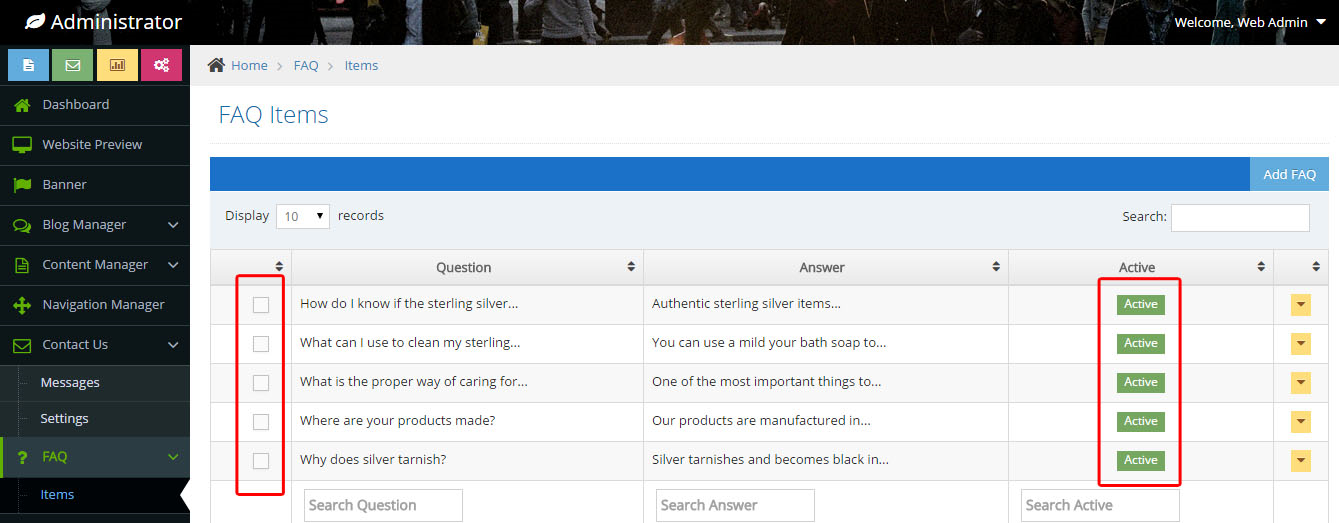 Administrator
Welcome, Web Admin
Home > FAQ > Items
Dashboard
Website Preview
Banner
Blog Manager
Content Manager
Navigation Manager
Contact Us
Messages
Settings
? FAQ
Items
FAQ Items
Add FAQ
Display 10 records
Search:
Question Answer Active
How do I know if the sterling silver... Authentic sterling silver items... Active
What can I use to clean my sterling... You can use a mild your bath soap to... Active
What is the proper way of caring for... One of the most important things to... Active
Where are your products made? Our products are manufactured in... Active
Why does silver tarnish? Silver tarnishes and becomes black in... Active
Search Question Search Answer Search Active